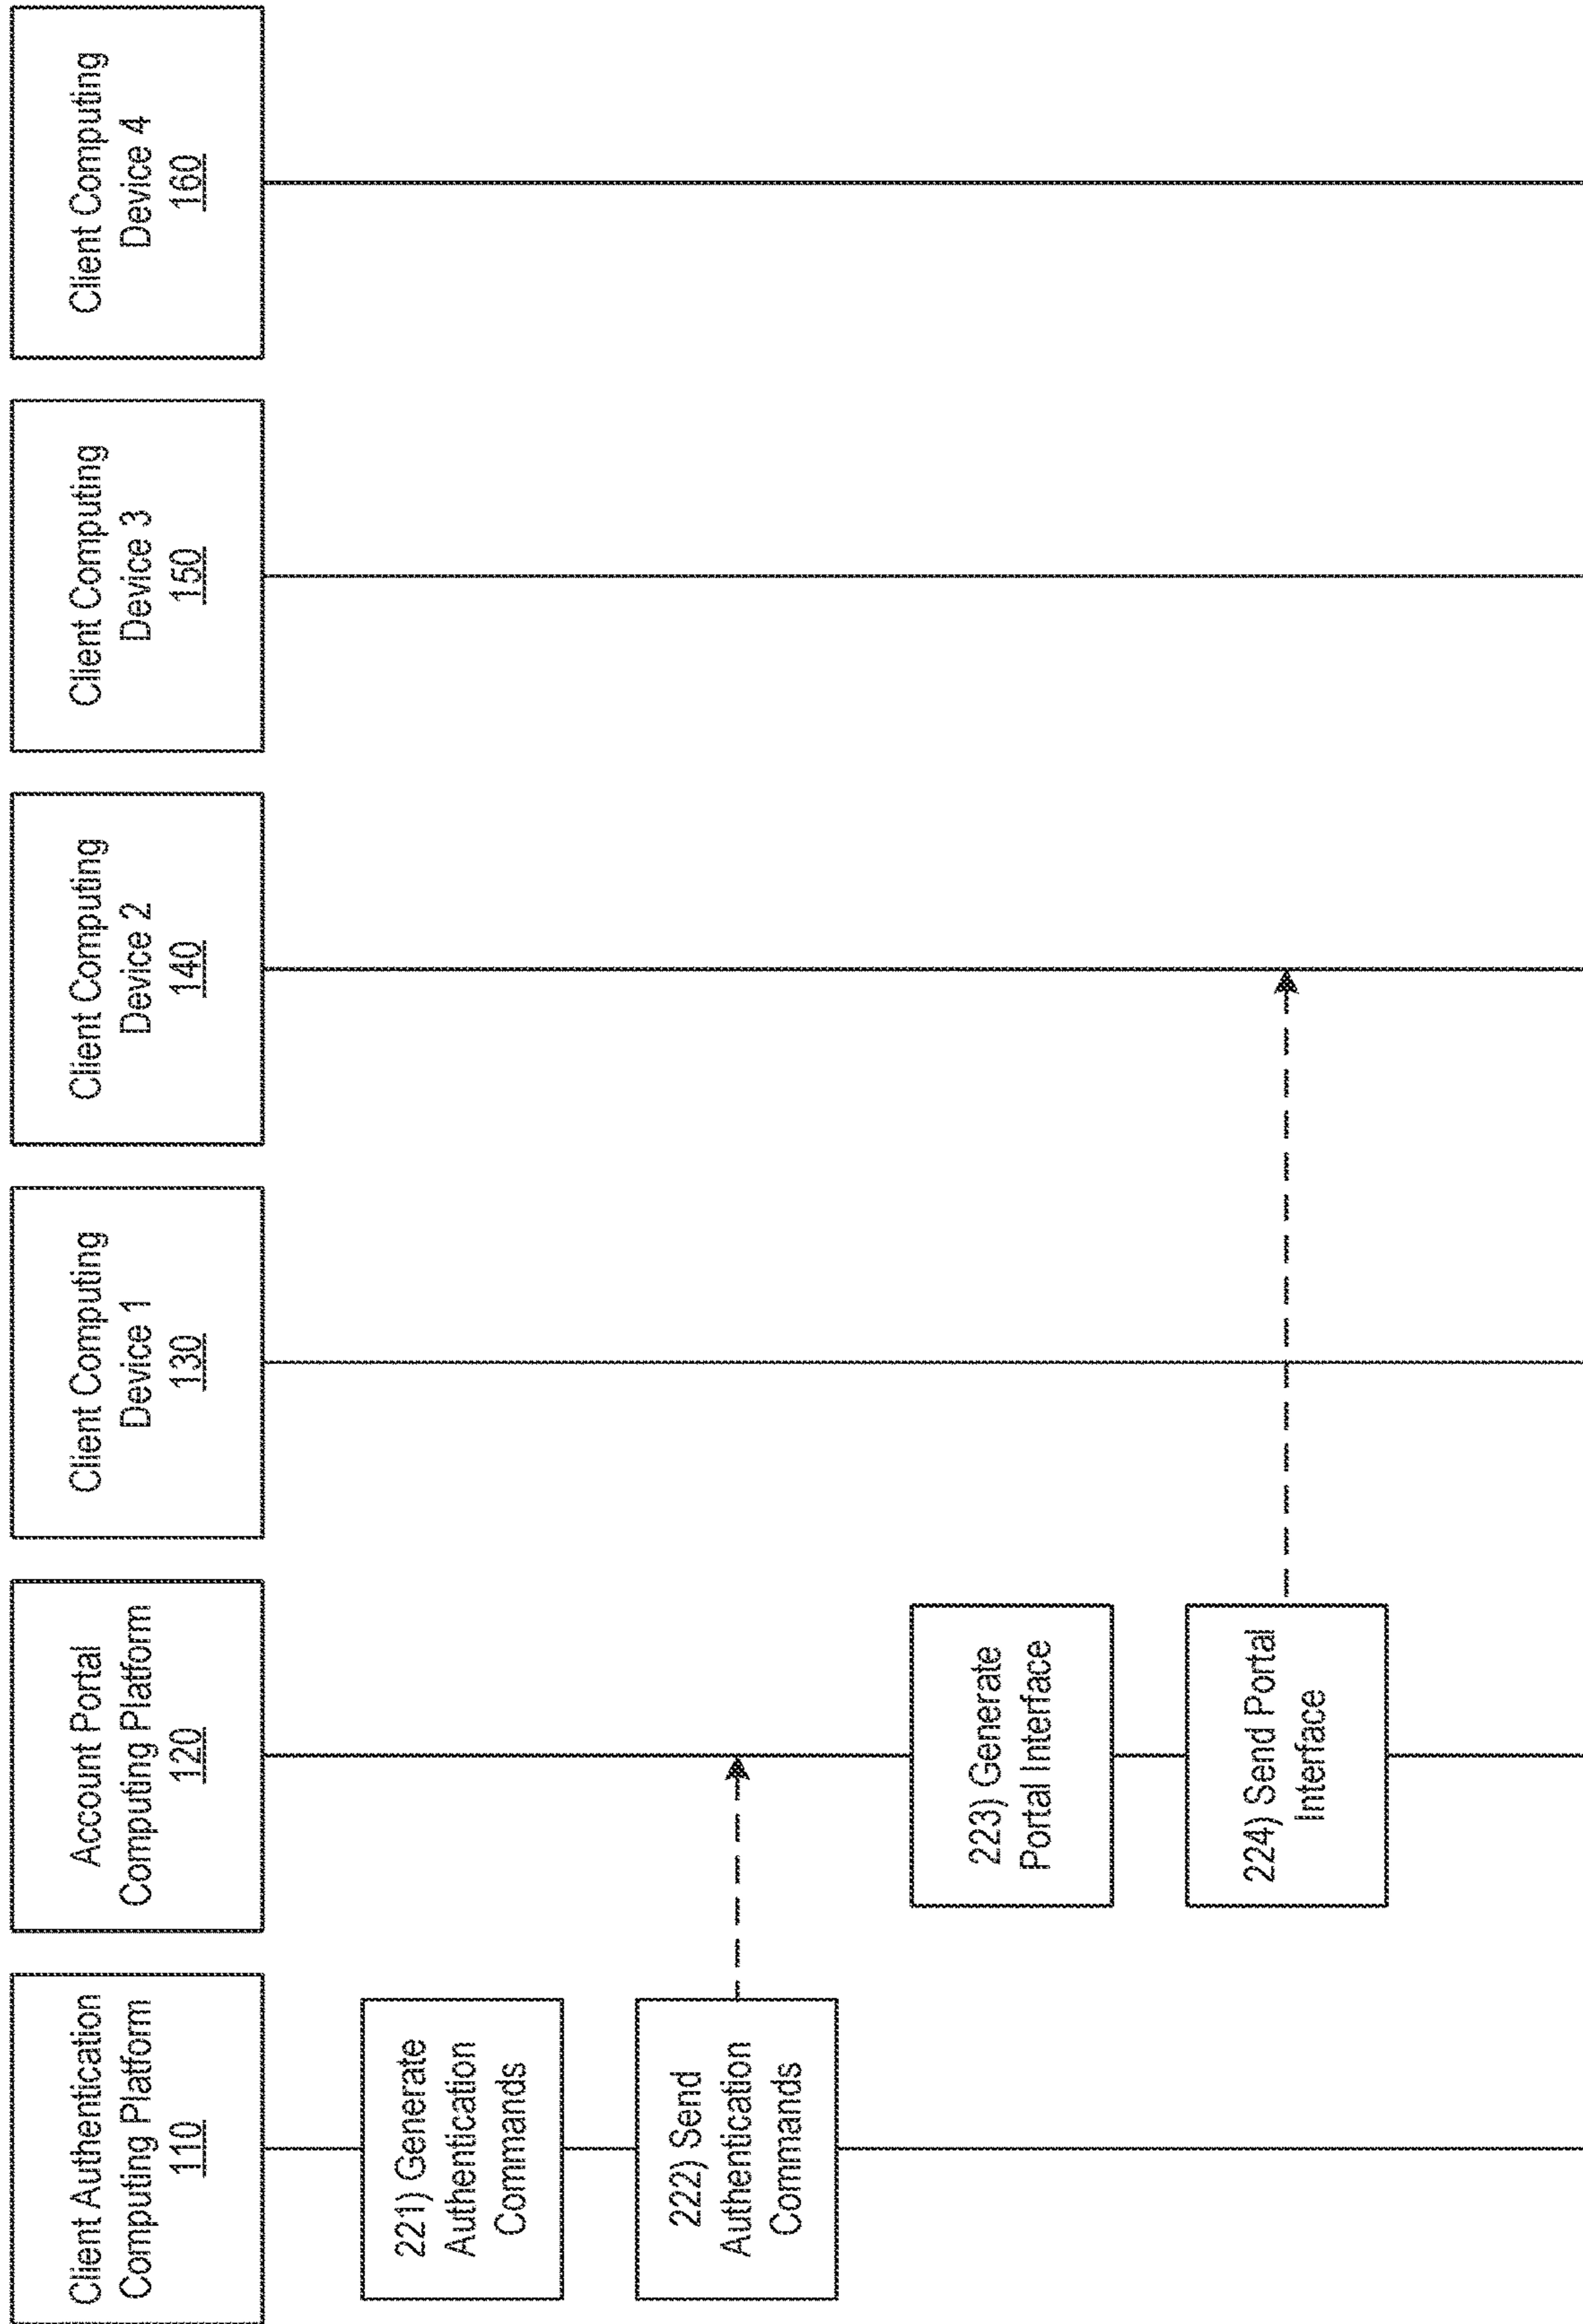 Client Authentication
Computing Platform
110
Account Portal
Computing Platform
120
Client Computing
Device 1
130
Client Computing
Device 2
140
Client Computing
Device 3
150
Client Computing
Device 4
160
221) Generate
Authentication
Commands
222) Send
Authentication
Commands
223) Generate
Portal Interface
224) Send Portal
Interface